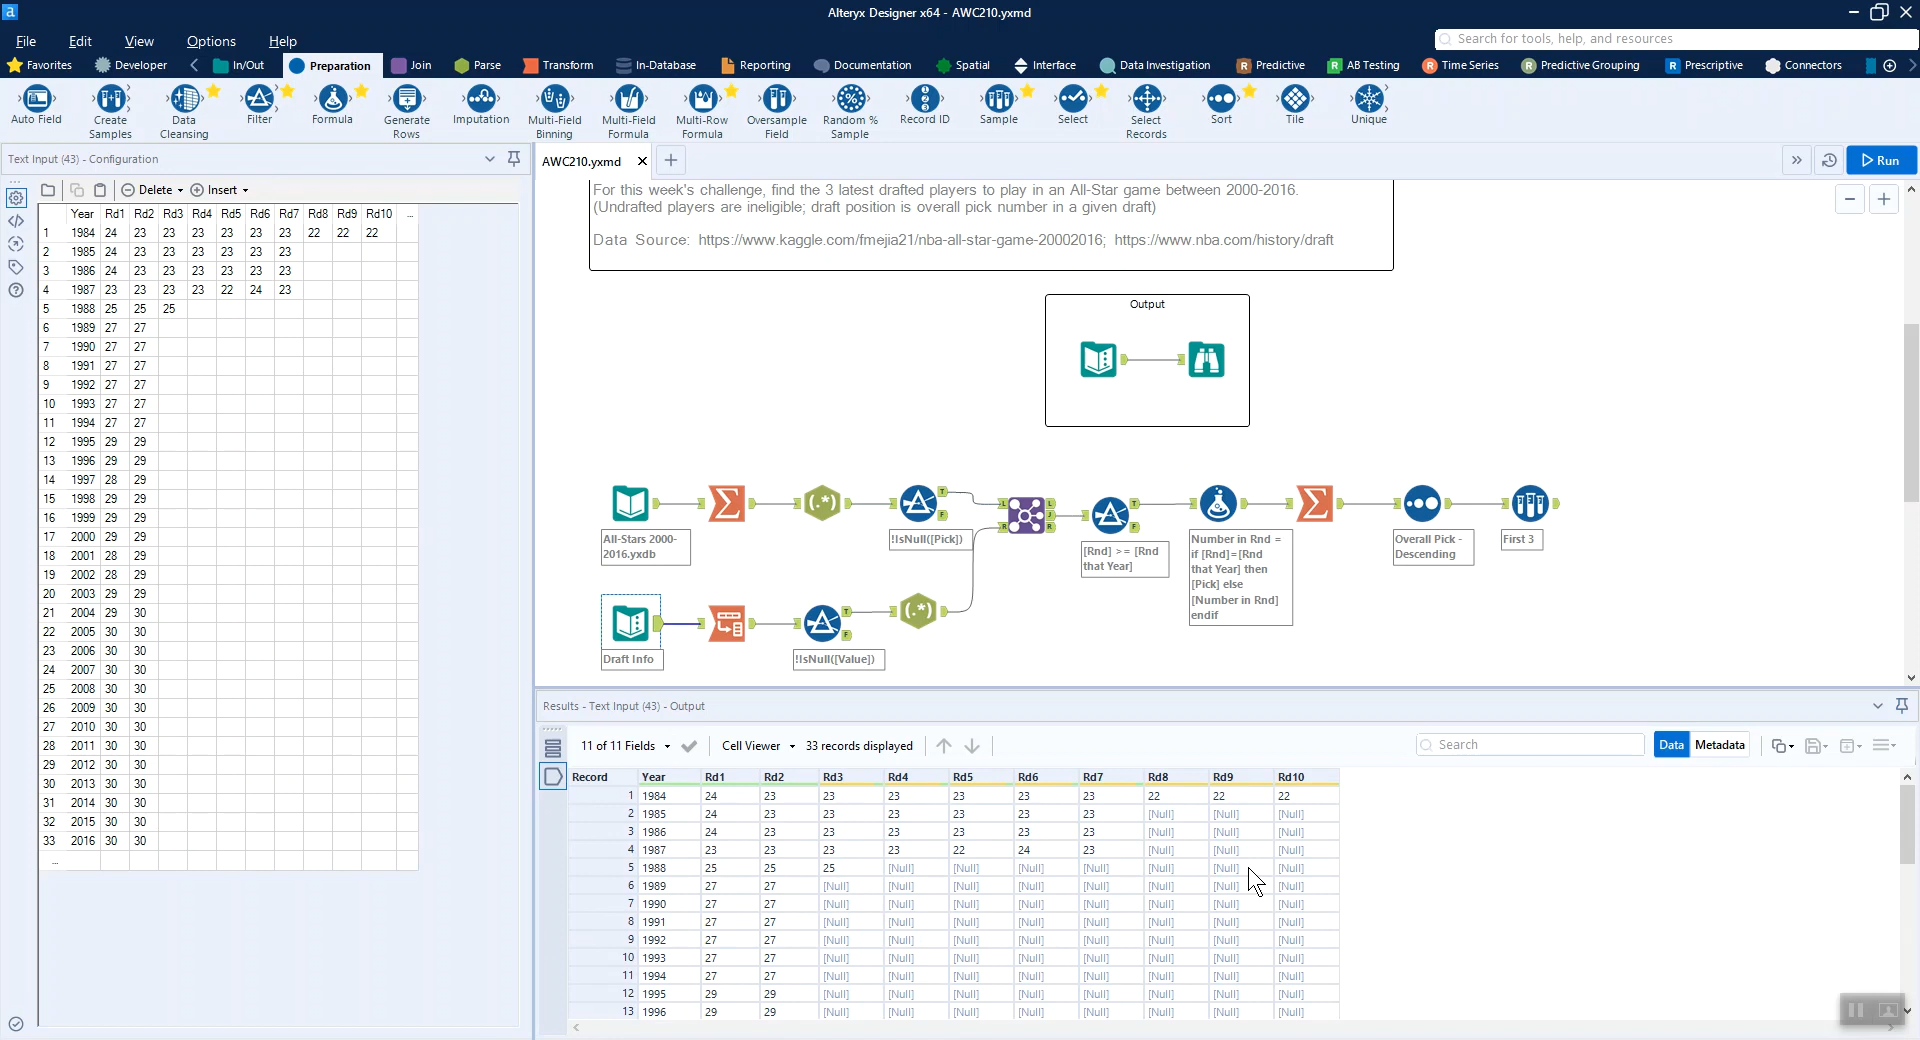 Alteryx Designer x64 - AWC210.yxmd
File Edit View Options Help
Search for tools, help, and resources
Favorites Developer In/Out Preparation Join Parse Transform In-Database Reporting Documentation Spatial Interface Data Investigation Predictive AB Testing Time Series Predictive Grouping Prescriptive Connectors
Auto Field Create Samples Data Cleansing Filter Formula Generate Rows Imputation Multi-Field Binning Multi-Field Formula Multi-Row Formula Oversample Field Random % Sample Record ID Sample Select Select Records Sort Tile Unique
Text Input (43) - Configuration
Delete Insert
Year Rd1 Rd2 Rd3 Rd4 Rd5 Rd6 Rd7 Rd8 Rd9 Rd10 ...
1 1984 24 23 23 23 23 23 23 22 22 22
2 1985 24 23 23 23 23 23 23
3 1986 24 23 23 23 23 23 23
4 1987 23 23 23 23 22 24 23
5 1988 25 25 25
6 1989 27 27
7 1990 27 27
8 1991 27 27
9 1992 27 27
10 1993 27 27
11 1994 27 27
12 1995 29 29
13 1996 29 29
14 1997 28 29
15 1998 29 29
16 1999 29 29
17 2000 29 29
18 2001 28 29
19 2002 28 29
20 2003 29 29
21 2004 29 30
22 2005 30 30
23 2006 30 30
24 2007 30 30
25 2008 30 30
26 2009 30 30
27 2010 30 30
28 2011 30 30
29 2012 30 30
30 2013 30 30
31 2014 30 30
32 2015 30 30
33 2016 30 30
...
AWC210.yxmd
Run
For this week's challenge, find the 3 latest drafted players to play in an All-Star game between 2000-2016.
(Undrafted players are ineligible; draft position is overall pick number in a given draft)
Data Source: https://www.kaggle.com/fmejia21/nba-all-star-game-20002016; https://www.nba.com/history/draft
Output
All-Stars 2000-
2016.yxdb
!IsNull([Pick])
[Rnd] >= [Rnd
that Year]
Number in Rnd =
if [Rnd]=[Rnd
that Year] then
[Pick] else
[Number in Rnd]
endif
Overall Pick -
Descending
First 3
Draft Info
!IsNull([Value])
Results - Text Input (43) - Output
11 of 11 Fields Cell Viewer 33 records displayed Search Data Metadata
Record Year Rd1 Rd2 Rd3 Rd4 Rd5 Rd6 Rd7 Rd8 Rd9 Rd10
1 1984 24 23 23 23 23 23 23 22 22 22
2 1985 24 23 23 23 23 23 23 [Null] [Null] [Null]
3 1986 24 23 23 23 23 23 23 [Null] [Null] [Null]
4 1987 23 23 23 23 22 24 23 [Null] [Null] [Null]
5 1988 25 25 25 [Null] [Null] [Null] [Null] [Null] [Null] [Null]
6 1989 27 27 [Null] [Null] [Null] [Null] [Null] [Null] [Null] [Null]
7 1990 27 27 [Null] [Null] [Null] [Null] [Null] [Null] [Null] [Null]
8 1991 27 27 [Null] [Null] [Null] [Null] [Null] [Null] [Null] [Null]
9 1992 27 27 [Null] [Null] [Null] [Null] [Null] [Null] [Null] [Null]
10 1993 27 27 [Null] [Null] [Null] [Null] [Null] [Null] [Null] [Null]
11 1994 27 27 [Null] [Null] [Null] [Null] [Null] [Null] [Null] [Null]
12 1995 29 29 [Null] [Null] [Null] [Null] [Null] [Null] [Null] [Null]
13 1996 29 29 [Null] [Null] [Null] [Null] [Null] [Null] [Null] [Null]